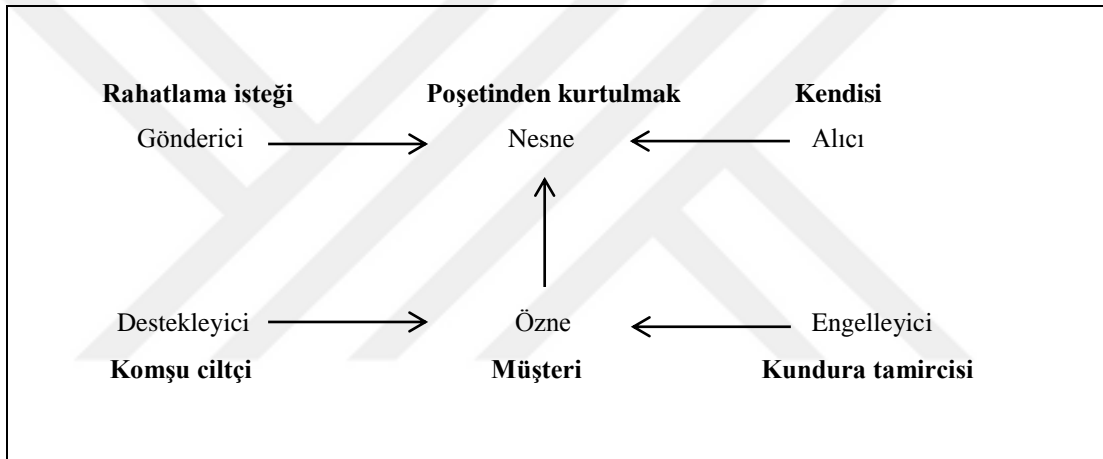 Rahatlama isteği Poşetinden kurtulmak Kendisi
Gönderici Nesne Alıcı
Destekleyici Özne Engelleyici
Komşu ciltçi Müşteri Kundura tamircisi